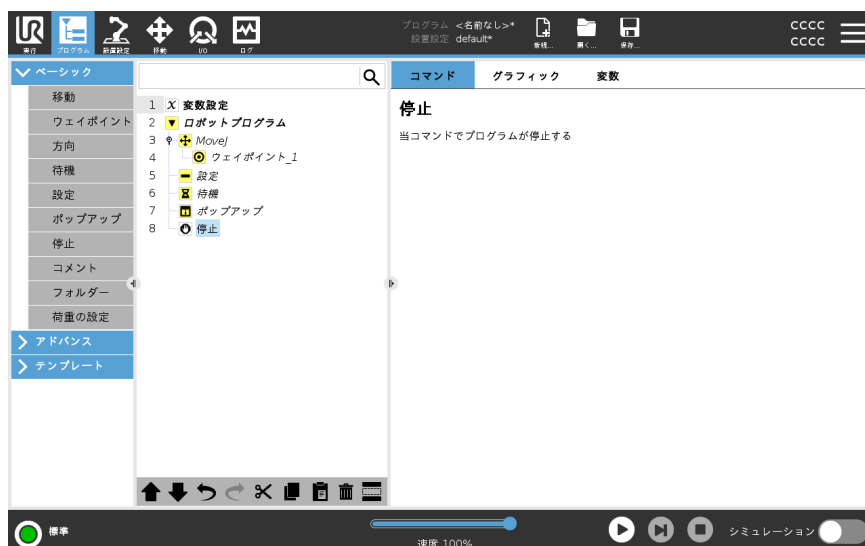 UR
実行
プログラム
設置設定
移動
I/O
ログ
プログラム <名前なし>*
設置設定 default*
新規...
開く...
保存...
CCCC
CCCC
ベーシック
移動
ウェイポイント
方向
待機
設定
ポップアップ
停止
コメント
フォルダー
荷重の設定
アドバンス
テンプレート
1 X 変数設定
2 ▼ ロボットプログラム
3 MoveJ
4 ウェイポイント_1
5 設定
6 待機
7 ポップアップ
8 停止
コマンド
グラフィック
変数
停止
当コマンドでプログラムが停止する
標準
速度 100%
シミュレーション